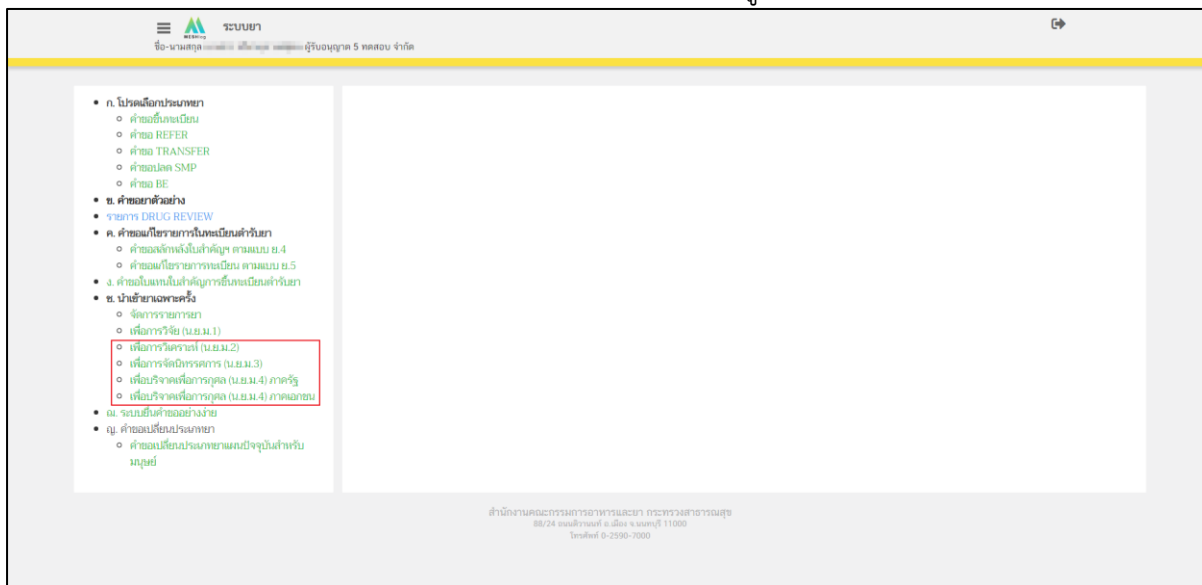 ระบบยา
ชื่อ-นามสกุล ผู้รับอนุญาต 5 ทดสอบ จำกัด
ก. โปรดเลือกประเภทยา
คำขอขึ้นทะเบียน
คำขอ REFER
คำขอ TRANSFER
คำขอปลด SMP
คำขอ BE
ข. คำขอยาตัวอย่าง
รายการ DRUG REVIEW
ค. คำขอแก้ไขรายการในทะเบียนตำรับยา
คำขอสลักหลังใบสำคัญฯ ตามแบบ ย.4
คำขอแก้ไขรายการทะเบียน ตามแบบ ย.5
ง. คำขอใบแทนใบสำคัญการขึ้นทะเบียนตำรับยา
ช. นำเข้ายาเฉพาะครั้ง
จัดการรายการยา
เพื่อการวิจัย (น.ย.ม.1)
เพื่อการวิเคราะห์ (น.ย.ม.2)
เพื่อการจัดนิทรรศการ (น.ย.ม.3)
เพื่อบริจาคเพื่อการกุศล (น.ย.ม.4) ภาครัฐ
เพื่อบริจาคเพื่อการกุศล (น.ย.ม.4) ภาคเอกชน
ฌ. ระบบยื่นคำขออย่างง่าย
ญ. คำขอเปลี่ยนประเภทยา
คำขอเปลี่ยนประเภทยาแผนปัจจุบันสำหรับ
มนุษย์
สำนักงานคณะกรรมการอาหารและยา กระทรวงสาธารณสุข
88/24 ถนนติวานนท์ อ.เมือง จ.นนทบุรี 11000
โทรศัพท์ 0-2590-7000